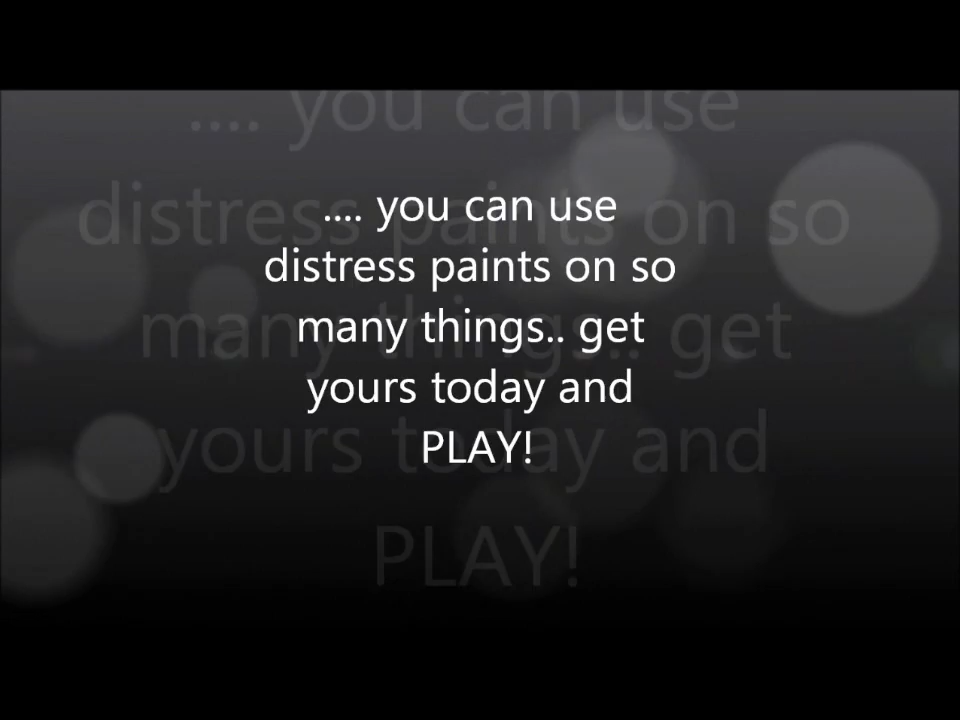 .... you can use
distress paints on so
many things.. get
yours today and
PLAY!